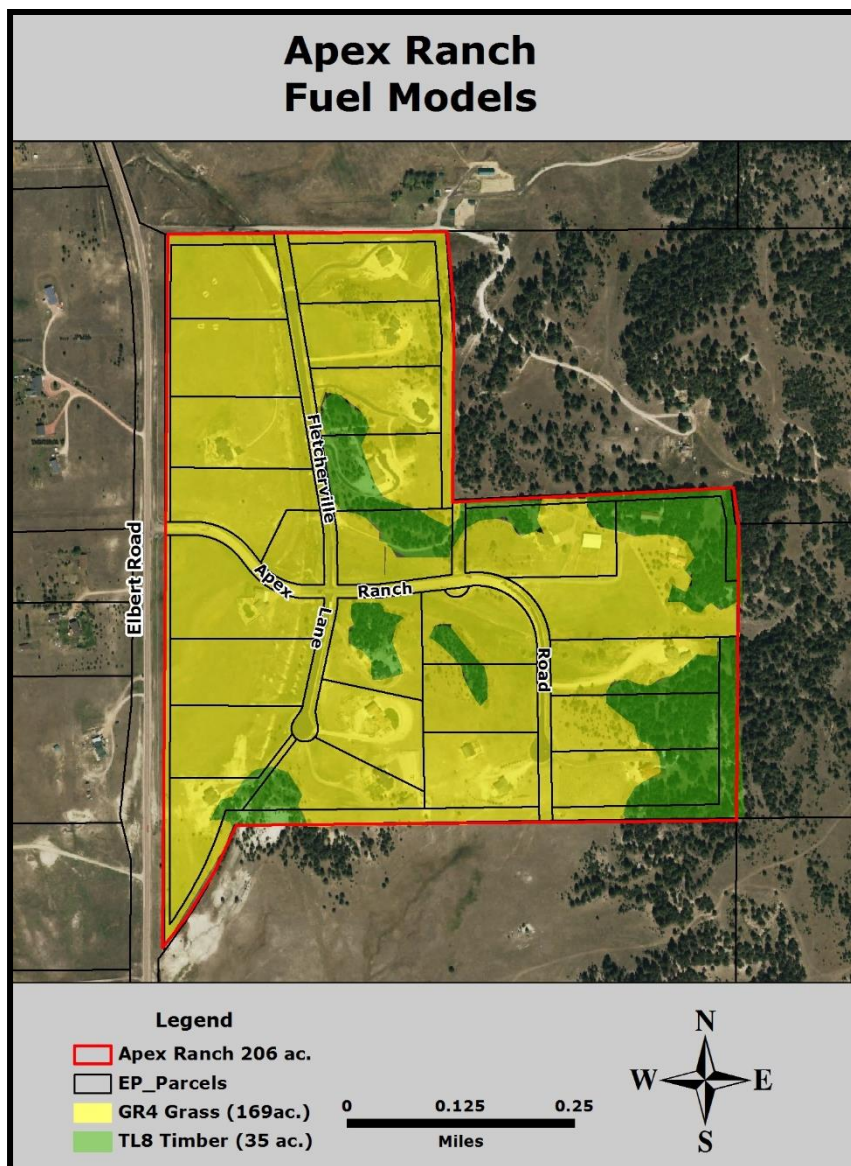 Apex Ranch
Fuel Models
Fletcherville
Elbert Road
Apex
Ranch
Lane
Road
Legend
Apex Ranch 206 ac.
EP_Parcels
GR4 Grass (169ac.)
TL8 Timber (35 ac.)
0 0.125 0.25
Miles
N
W E
S